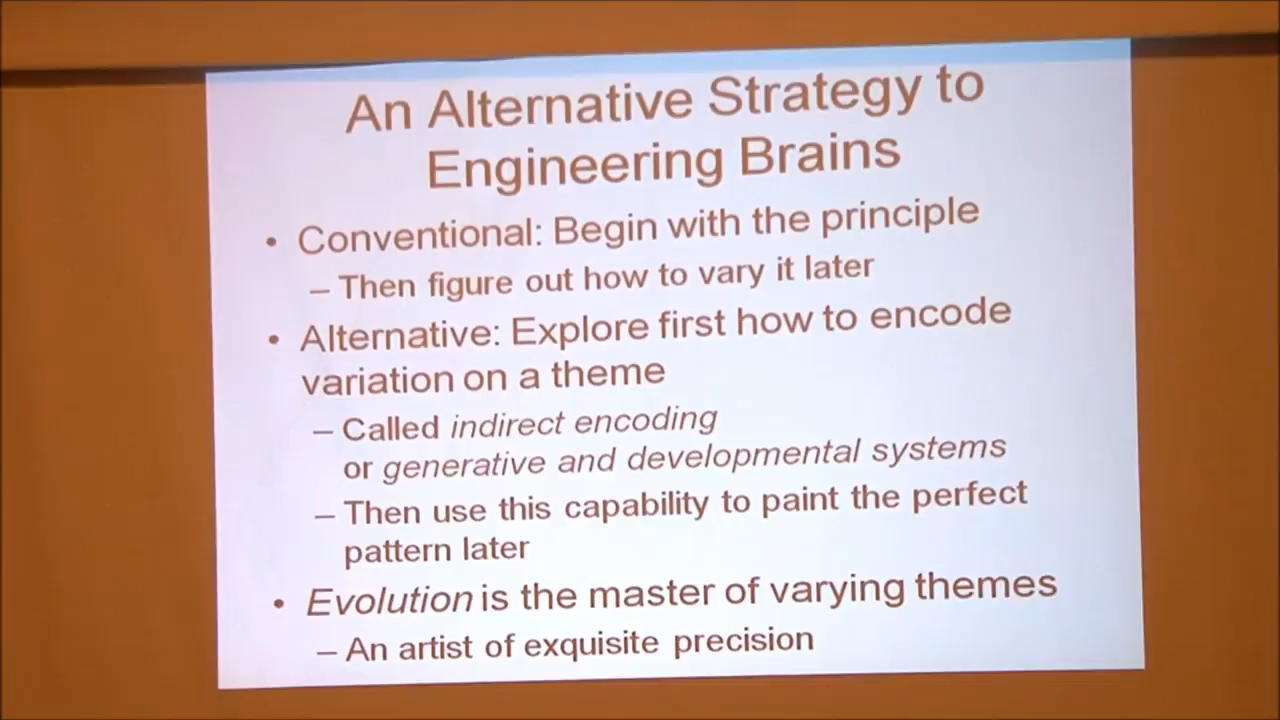 An Alternative Strategy to
Engineering Brains
• Conventional: Begin with the principle
– Then figure out how to vary it later
• Alternative: Explore first how to encode
variation on a theme
– Called indirect encoding
or generative and developmental systems
– Then use this capability to paint the perfect
pattern later
• Evolution is the master of varying themes
– An artist of exquisite precision